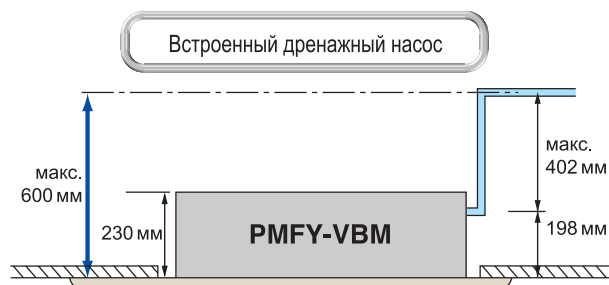 Встроенный дренажный насос
макс.
600 мм
230 мм
PMFY-VBM
макс.
402 мм
198 мм